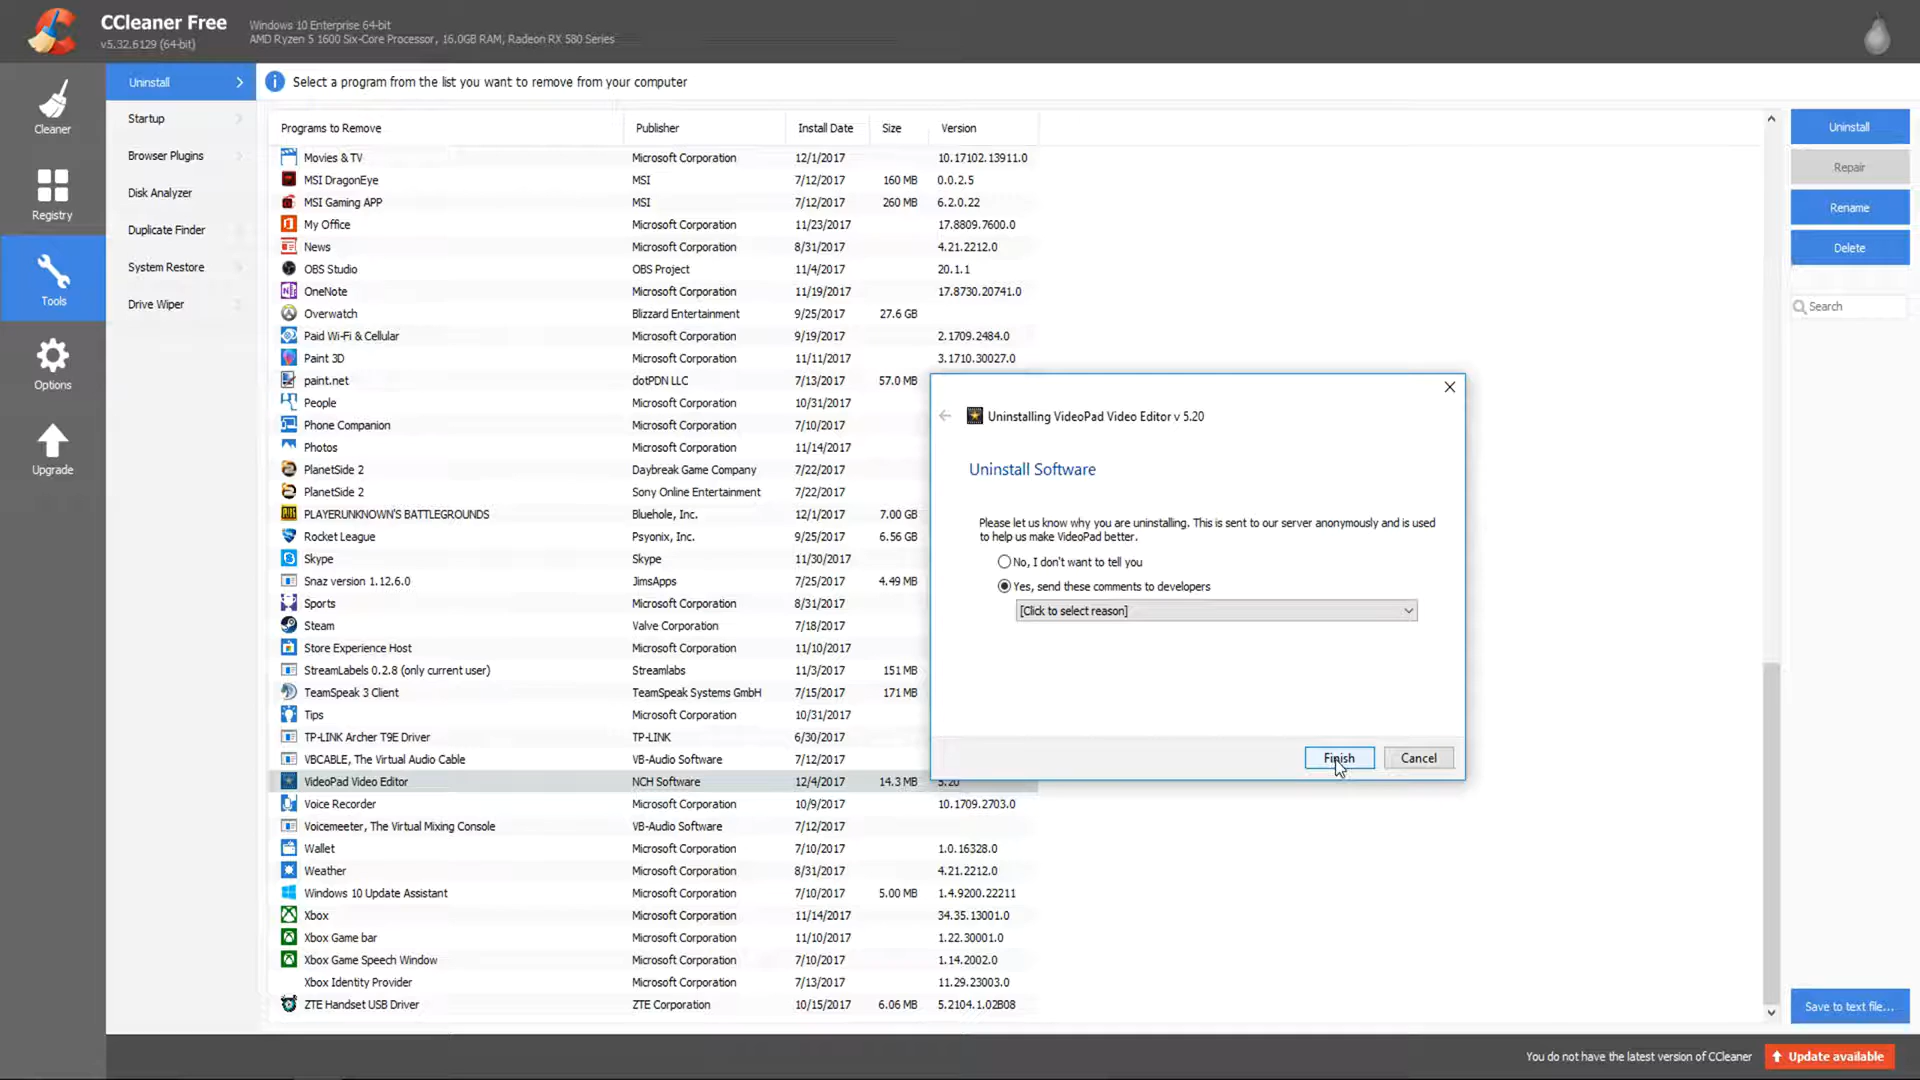 CCleaner Free
v5.32.6129 (64-bit)
Windows 10 Enterprise 64-bit
AMD Ryzen 5 1600 Six-Core Processor, 16.0GB RAM, Radeon RX 580 Series
Cleaner
Registry
Tools
Options
Upgrade
Uninstall
Startup
Browser Plugins
Disk Analyzer
Duplicate Finder
System Restore
Drive Wiper
Select a program from the list you want to remove from your computer
Programs to Remove Publisher Install Date Size Version
Movies & TV Microsoft Corporation 12/1/2017 10.17102.13911.0
MSI DragonEye MSI 7/12/2017 160 MB 0.0.2.5
MSI Gaming APP MSI 7/12/2017 260 MB 6.2.0.22
My Office Microsoft Corporation 11/23/2017 17.8809.7600.0
News Microsoft Corporation 8/31/2017 4.21.2212.0
OBS Studio OBS Project 11/4/2017 20.1.1
OneNote Microsoft Corporation 11/19/2017 17.8730.20741.0
Overwatch Blizzard Entertainment 9/25/2017 27.6 GB
Paid Wi-Fi & Cellular Microsoft Corporation 9/19/2017 2.1709.2484.0
Paint 3D Microsoft Corporation 11/11/2017 3.1710.30027.0
paint.net dotPDN LLC 7/13/2017 57.0 MB
People Microsoft Corporation 10/31/2017
Phone Companion Microsoft Corporation 7/10/2017
Photos Microsoft Corporation 11/14/2017
PlanetSide 2 Daybreak Game Company 7/22/2017
PlanetSide 2 Sony Online Entertainment 7/22/2017
PLAYERUNKNOWN'S BATTLEGROUNDS Bluehole, Inc. 12/1/2017 7.00 GB
Rocket League Psyonix, Inc. 9/25/2017 6.56 GB
Skype Skype 11/30/2017
Snaz version 1.12.6.0 JimsApps 7/25/2017 4.49 MB
Sports Microsoft Corporation 8/31/2017
Steam Valve Corporation 7/18/2017
Store Experience Host Microsoft Corporation 11/10/2017
StreamLabels 0.2.8 (only current user) Streamlabs 11/3/2017 151 MB
TeamSpeak 3 Client TeamSpeak Systems GmbH 7/15/2017 171 MB
Tips Microsoft Corporation 10/31/2017
TP-LINK Archer T9E Driver TP-LINK 6/30/2017
VBCABLE, The Virtual Audio Cable VB-Audio Software 7/12/2017
VideoPad Video Editor NCH Software 12/4/2017 14.3 MB 5.20
Voice Recorder Microsoft Corporation 10/9/2017 10.1709.2703.0
Voicemeeter, The Virtual Mixing Console VB-Audio Software 7/12/2017
Wallet Microsoft Corporation 7/10/2017 1.0.16328.0
Weather Microsoft Corporation 8/31/2017 4.21.2212.0
Windows 10 Update Assistant Microsoft Corporation 7/10/2017 5.00 MB 1.4.9200.22211
Xbox Microsoft Corporation 11/14/2017 34.35.13001.0
Xbox Game bar Microsoft Corporation 11/10/2017 1.22.30001.0
Xbox Game Speech Window Microsoft Corporation 7/10/2017 1.14.2002.0
Xbox Identity Provider Microsoft Corporation 7/13/2017 11.29.23003.0
ZTE Handset USB Driver ZTE Corporation 10/15/2017 6.06 MB 5.2104.1.02B08
Uninstalling VideoPad Video Editor v 5.20
Uninstall Software
Please let us know why you are uninstalling. This is sent to our server anonymously and is used
to help us make VideoPad better.
No, I don't want to tell you
Yes, send these comments to developers
[Click to select reason]
Finish
Cancel
Uninstall
Repair
Rename
Delete
Search
Save to text file...
You do not have the latest version of CCleaner
Update available